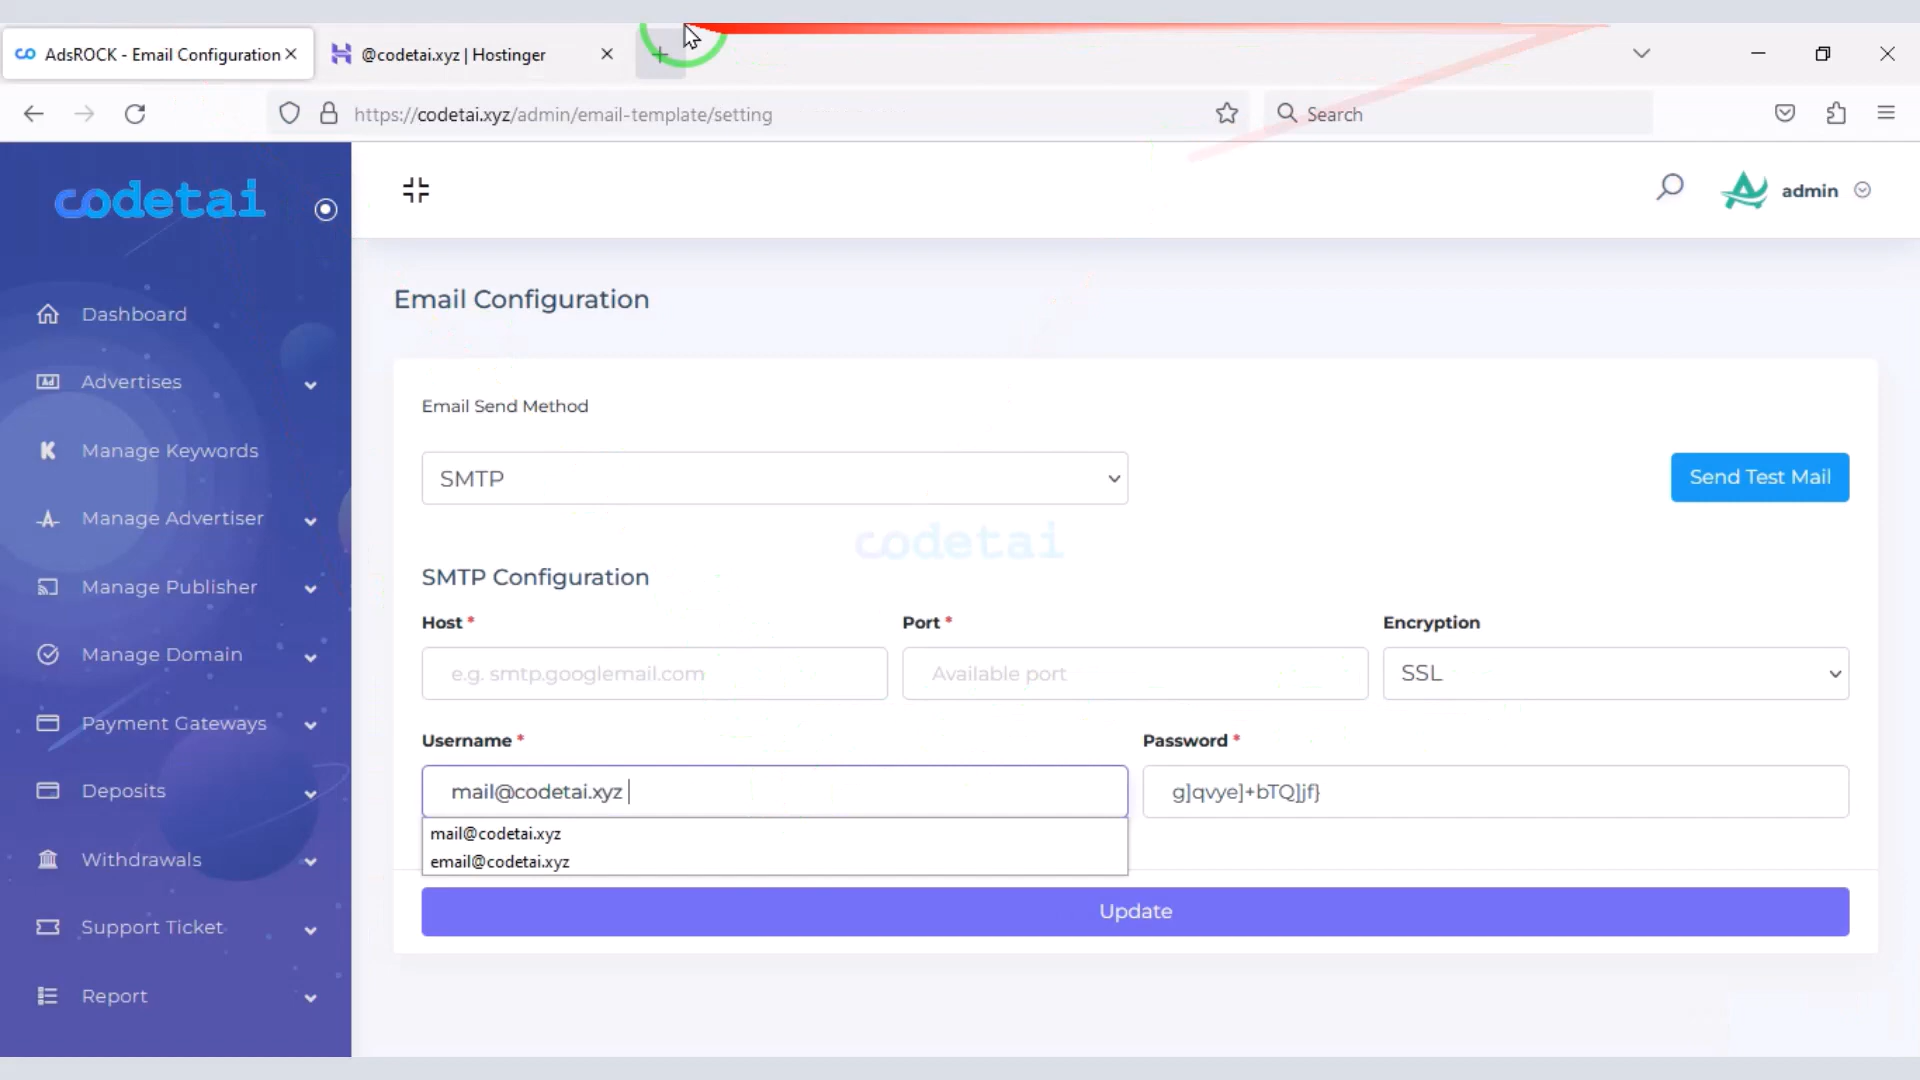 AdsROCK - Email Configuration
@codetai.xyz | Hostinger
https://codetai.xyz/admin/email-template/setting
Search
codetai
admin
Dashboard
Advertises
Manage Keywords
Manage Advertiser
Manage Publisher
Manage Domain
Payment Gateways
Deposits
Withdrawals
Support Ticket
Report
Email Configuration
Email Send Method
SMTP
Send Test Mail
codetai
SMTP Configuration
Host *
Port *
Encryption
e.g. smtp.googlemail.com
Available port
SSL
Username *
Password *
mail@codetai.xyz
g]qvye]+bTQ]jf}
mail@codetai.xyz
email@codetai.xyz
Update